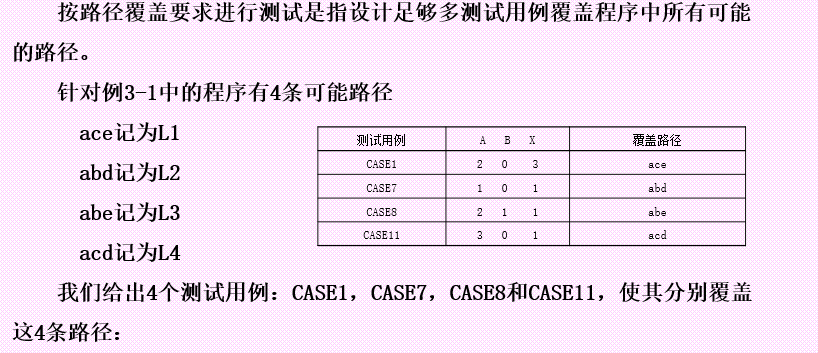 按路径覆盖要求进行测试是指设计足够多测试用例覆盖程序中所有可能
的路径。
针对例3-1中的程序有4条可能路径
ace记为L1
abd记为L2
abe记为L3
acd记为L4
测试用例 A B X 覆盖路径
CASE1 2 0 3 ace
CASE7 1 0 1 abd
CASE8 2 1 1 abe
CASE11 3 0 1 acd
我们给出4个测试用例：CASE1，CASE7，CASE8和CASE11，使其分别覆盖
这4条路径：